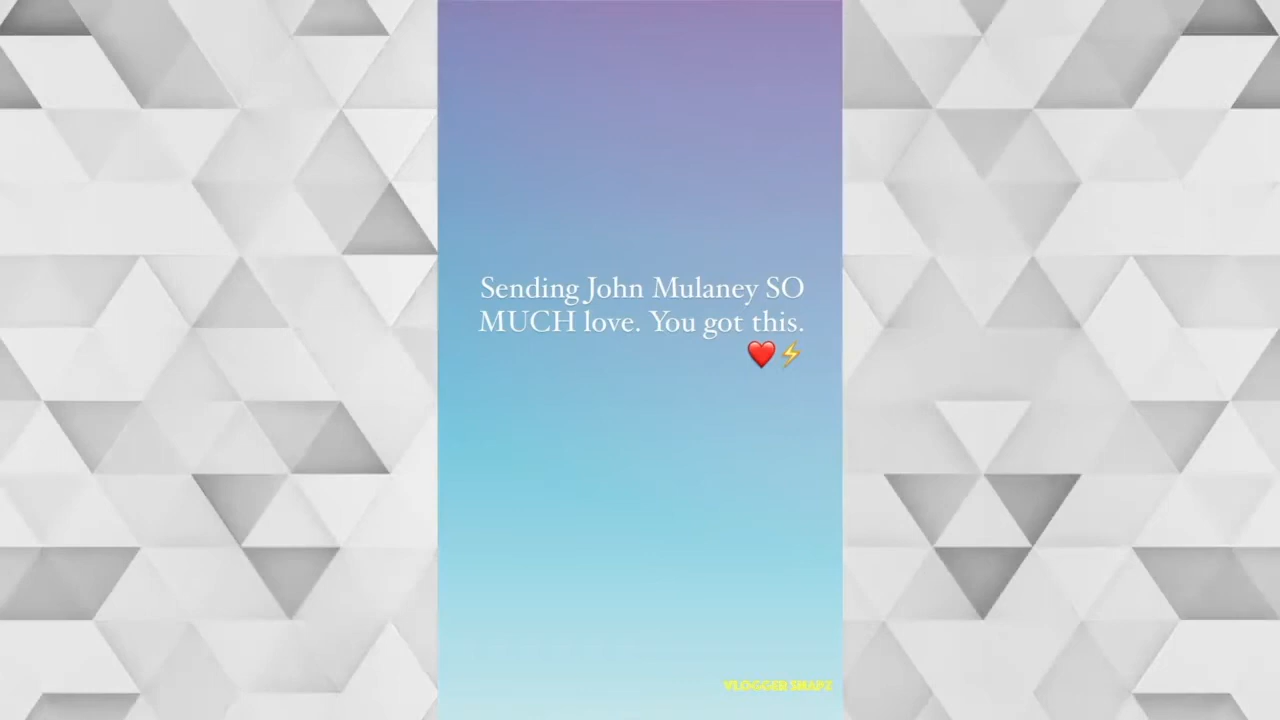 Sending John Mulaney SO
MUCH love. You got this.
❤️⚡
VLOGGER SNAPZ